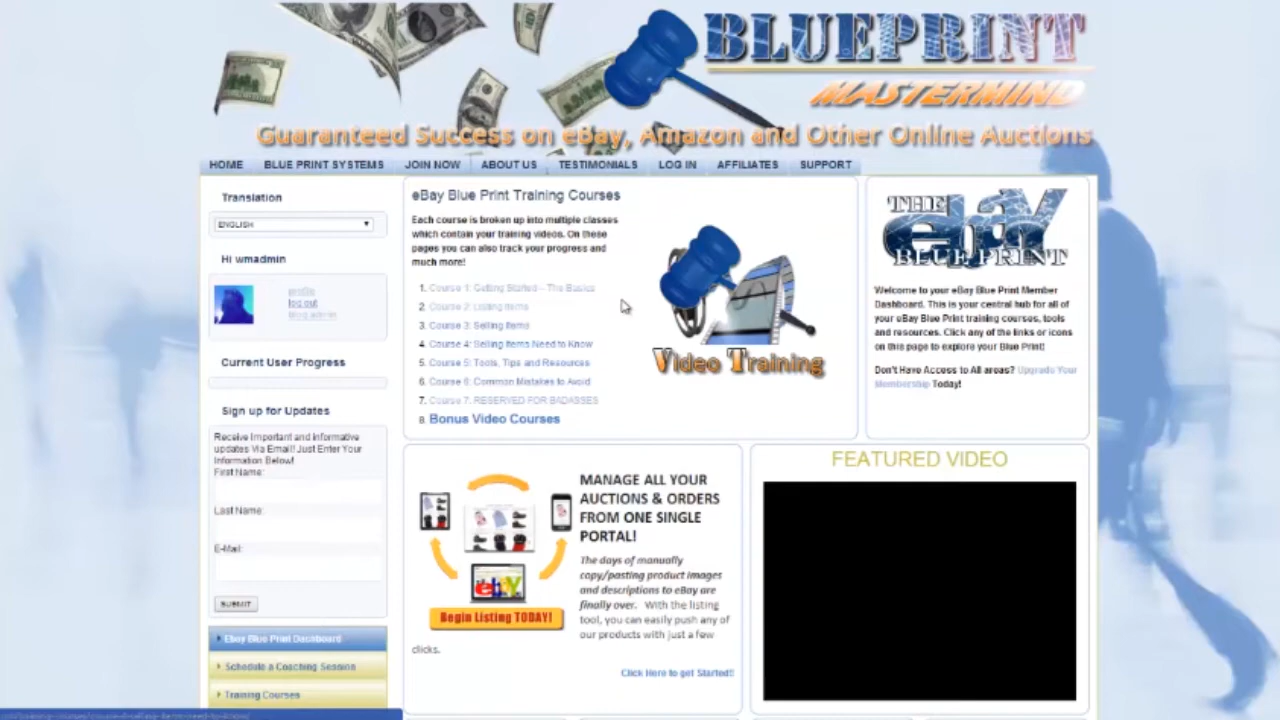 BLUEPRINT
MASTERMIND
Guaranteed Success on eBay, Amazon and Other Online Auctions
HOME BLUE PRINT SYSTEMS JOIN NOW ABOUT US TESTIMONIALS LOG IN AFFILIATES SUPPORT
Translation
ENGLISH
Hi wmadmin
profile
log out
blog admin
Current User Progress
Sign up for Updates
Receive Important and Informative
updates Via Email! Just Enter Your
Information Below!
First Name:
Last Name:
E-Mail:
SUBMIT
Ebay Blue Print Dashboard
Schedule a Coaching Session
Training Courses
eBay Blue Print Training Courses
Each course is broken up into multiple classes
which contain your training videos. On these
pages you can also track your progress and
much more!
1. Course 1: Getting Started – The Basics
2. Course 2: Listing Items
3. Course 3: Selling Items
4. Course 4: Selling Items Need to Know
5. Course 5: Tools, Tips and Resources
6. Course 6: Common Mistakes to Avoid
7. Course 7: RESERVED FOR BADASSES
8. Bonus Video Courses
Video Training
THE
ebay
BLUE PRINT
Welcome to your eBay Blue Print Member
Dashboard. This is your central hub for all of
your eBay Blue Print training courses, tools
and resources. Click any of the links or icons
on this page to explore your Blue Print!
Don't Have Access to All areas? Upgrade Your
Membership Today!
ebY
Begin Listing TODAY!
MANAGE ALL YOUR
AUCTIONS & ORDERS
FROM ONE SINGLE
PORTAL!
The days of manually
copy/pasting product images
and descriptions to eBay are
finally over. With the listing
tool, you can easily push any of
our products with just a few
clicks.
Click Here to get Started!!
FEATURED VIDEO